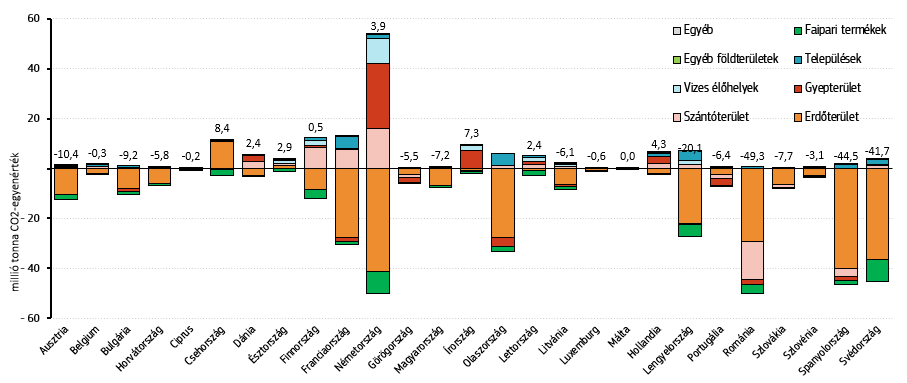 60
40
20
0
- 20
- 40
- 60
millió tonna CO2-egyenérték
Egyéb
Faipari termékek
Egyéb földterületek
Települések
Vizes élőhelyek
Gyepterület
Szántóterület
Erdőterület
-10,4
-0,3
-9,2
-5,8
-0,2
8,4
2,4
2,9
0,5
3,9
-5,5
-7,2
7,3
2,4
-6,1
-0,6
0,0
4,3
-20,1
-6,4
-49,3
-7,7
-3,1
-44,5
-41,7
Ausztria
Belgium
Bulgária
Horvátország
Ciprus
Csehország
Dánia
Észtország
Finnország
Franciaország
Németország
Görögország
Magyarország
Írország
Olaszország
Lettország
Litvánia
Luxemburg
Málta
Hollandia
Lengyelország
Portugália
Románia
Szlovákia
Szlovénia
Spanyolország
Svédország